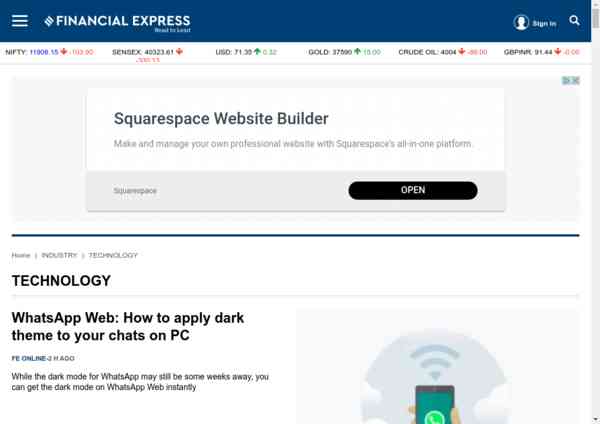 FINANCIAL EXPRESS
Read to Lead
Sign in
NIFTY: 11908.15 -103.90 SENSEX: 40323.61 -330.13 USD: 71.35 0.32 GOLD: 37590 15.00 CRUDE OIL: 4004 -86.00 GBPINR: 91.44 -0.06
Squarespace Website Builder
Make and manage your own professional website with Squarespace's all-in-one platform.
Squarespace OPEN
Home | INDUSTRY | TECHNOLOGY
TECHNOLOGY
WhatsApp Web: How to apply dark
theme to your chats on PC
FE ONLINE-2 H AGO
While the dark mode for WhatsApp may still be some weeks away, you
can get the dark mode on WhatsApp Web instantly